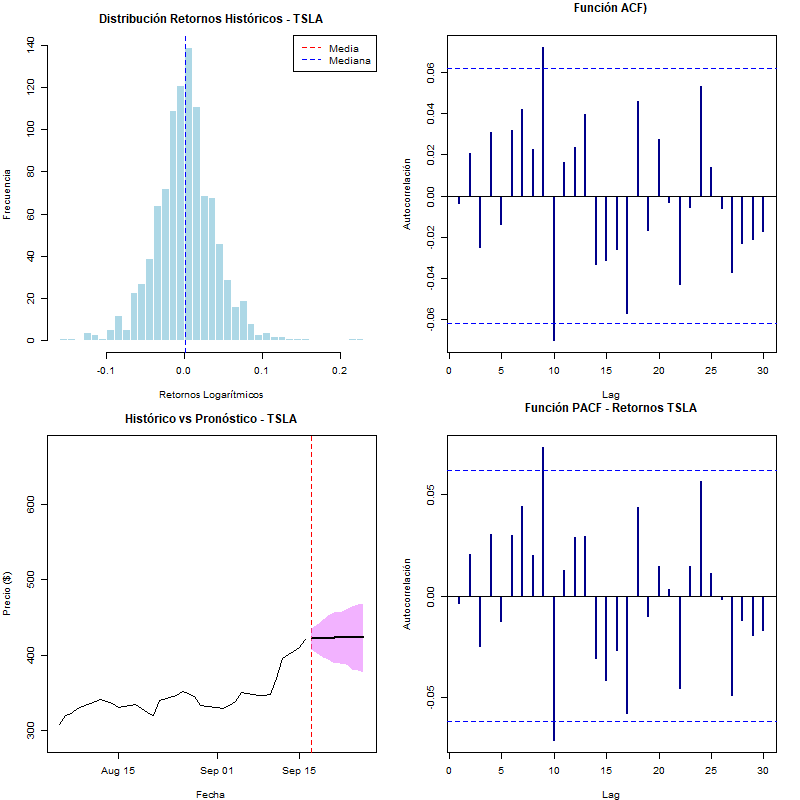 Distribución Retornos Históricos - TSLA
Media
Mediana
Frecuencia
0
20
40
60
80
100
120
140
-0.1
0.0
0.1
0.2
Retornos Logarítmicos
Función ACF)
Autocorrelación
-0.06
-0.04
-0.02
0.00
0.02
0.04
0.06
0
5
10
15
20
25
30
Lag
Histórico vs Pronóstico - TSLA
Precio ($)
300
400
500
600
Aug 15
Sep 01
Sep 15
Fecha
Función PACF - Retornos TSLA
Autocorrelación
-0.05
0.00
0.05
0
5
10
15
20
25
30
Lag